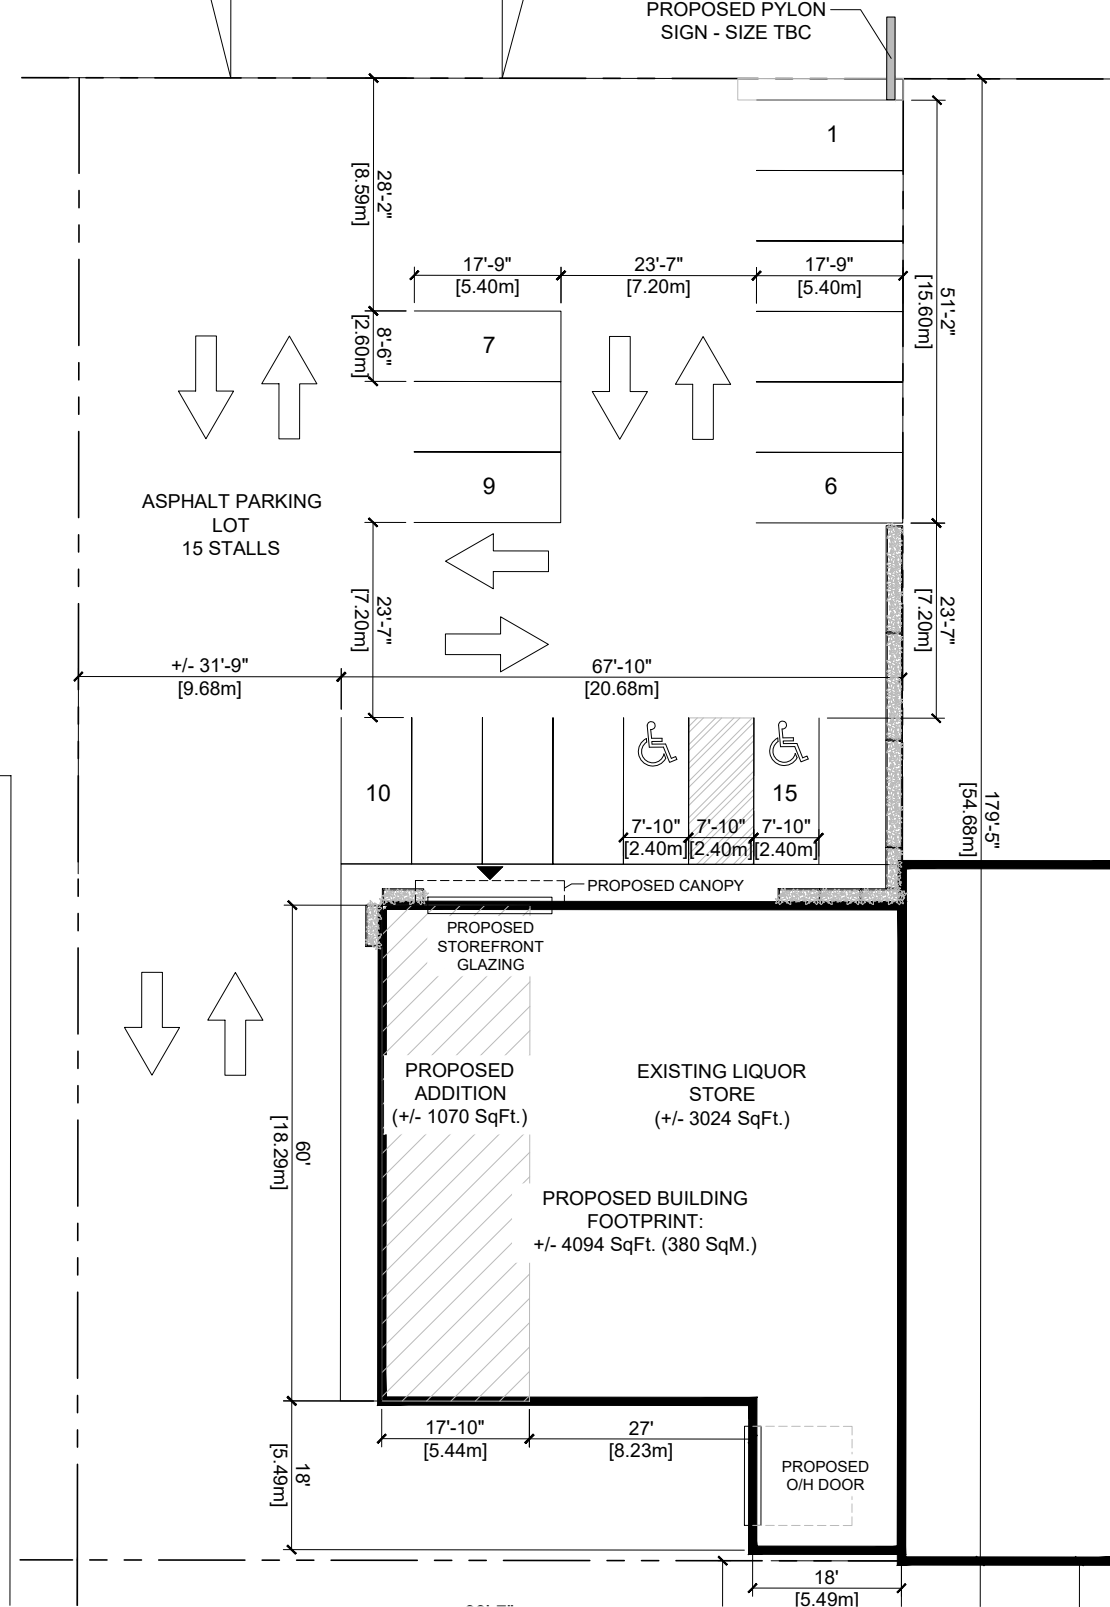 PROPOSED PYLON
SIGN - SIZE TBC
1
28'-2"
[8.59m]
17'-9"
[5.40m]
23'-7"
[7.20m]
17'-9"
[5.40m]
51'-2"
[15.60m]
8'-6"
[2.60m]
7
9
6
ASPHALT PARKING
LOT
15 STALLS
23'-7"
[7.20m]
23'-7"
[7.20m]
+/- 31'-9"
[9.68m]
67'-10"
[20.68m]
10
15
7'-10"
[2.40m]
7'-10"
[2.40m]
7'-10"
[2.40m]
179'-5"
[54.68m]
PROPOSED CANOPY
PROPOSED
STOREFRONT
GLAZING
PROPOSED
ADDITION
(+/- 1070 SqFt.)
EXISTING LIQUOR
STORE
(+/- 3024 SqFt.)
60'
[18.29m]
PROPOSED BUILDING
FOOTPRINT:
+/- 4094 SqFt. (380 SqM.)
17'-10"
[5.44m]
27'
[8.23m]
18'
[5.49m]
PROPOSED
O/H DOOR
18'
[5.49m]